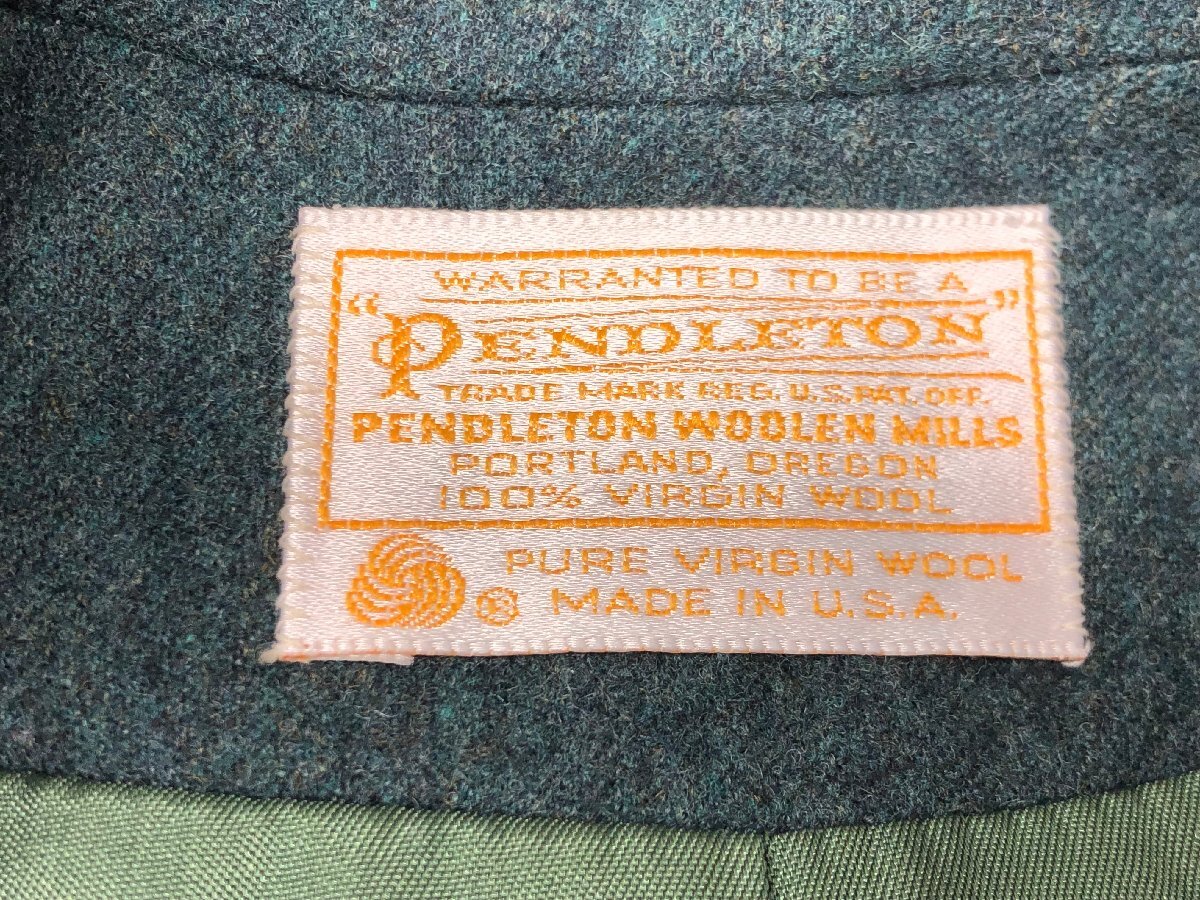 WARRANTED TO BE A
"PENDLETON"
TRADE MARK REG. U.S. PAT. OFF.
PENDLETON WOOLEN MILLS
PORTLAND, OREGON
100% VIRGIN WOOL
PURE VIRGIN WOOL
® MADE IN U.S.A.